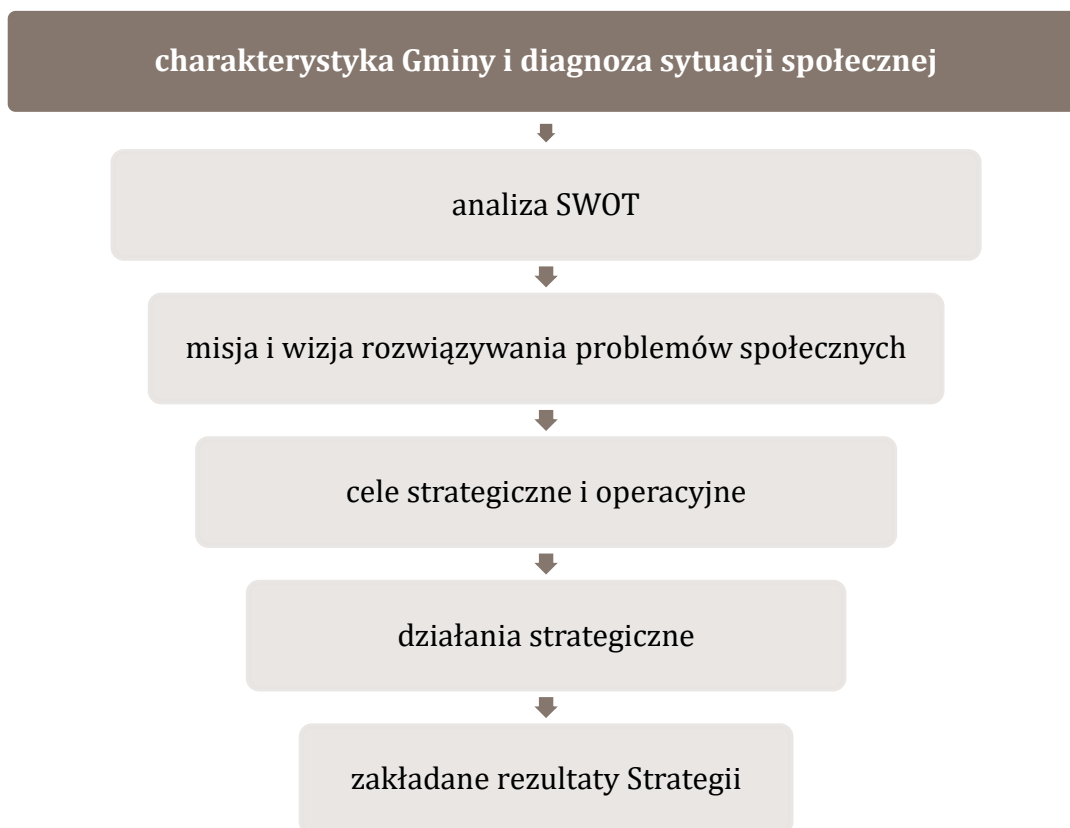 charakterystyka Gminy i diagnoza sytuacji społecznej
analiza SWOT
misja i wizja rozwiązywania problemów społecznych
cele strategiczne i operacyjne
działania strategiczne
zakładane rezultaty Strategii